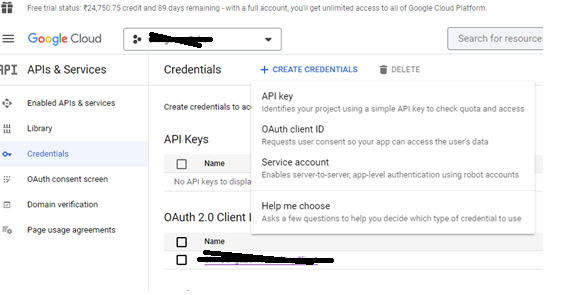 Free trial status: ₹24,750.75 credit and 89 days remaining - with a full account, you'll get unlimited access to all of Google Cloud Platform.
Google Cloud
Search for resource
API APIs & Services
Credentials
+ CREATE CREDENTIALS
DELETE
Enabled APIs & services
Library
Credentials
OAuth consent screen
Domain verification
Page usage agreements
Create credentials to ac
API key
Identifies your project using a simple API key to check quota and access
OAuth client ID
Requests user consent so your app can access the user's data
Service account
Enables server-to-server, app-level authentication using robot accounts
Help me choose
Asks a few questions to help you decide which type of credential to use
API Keys
Name
No API keys to displa
OAuth 2.0 Client I
Name